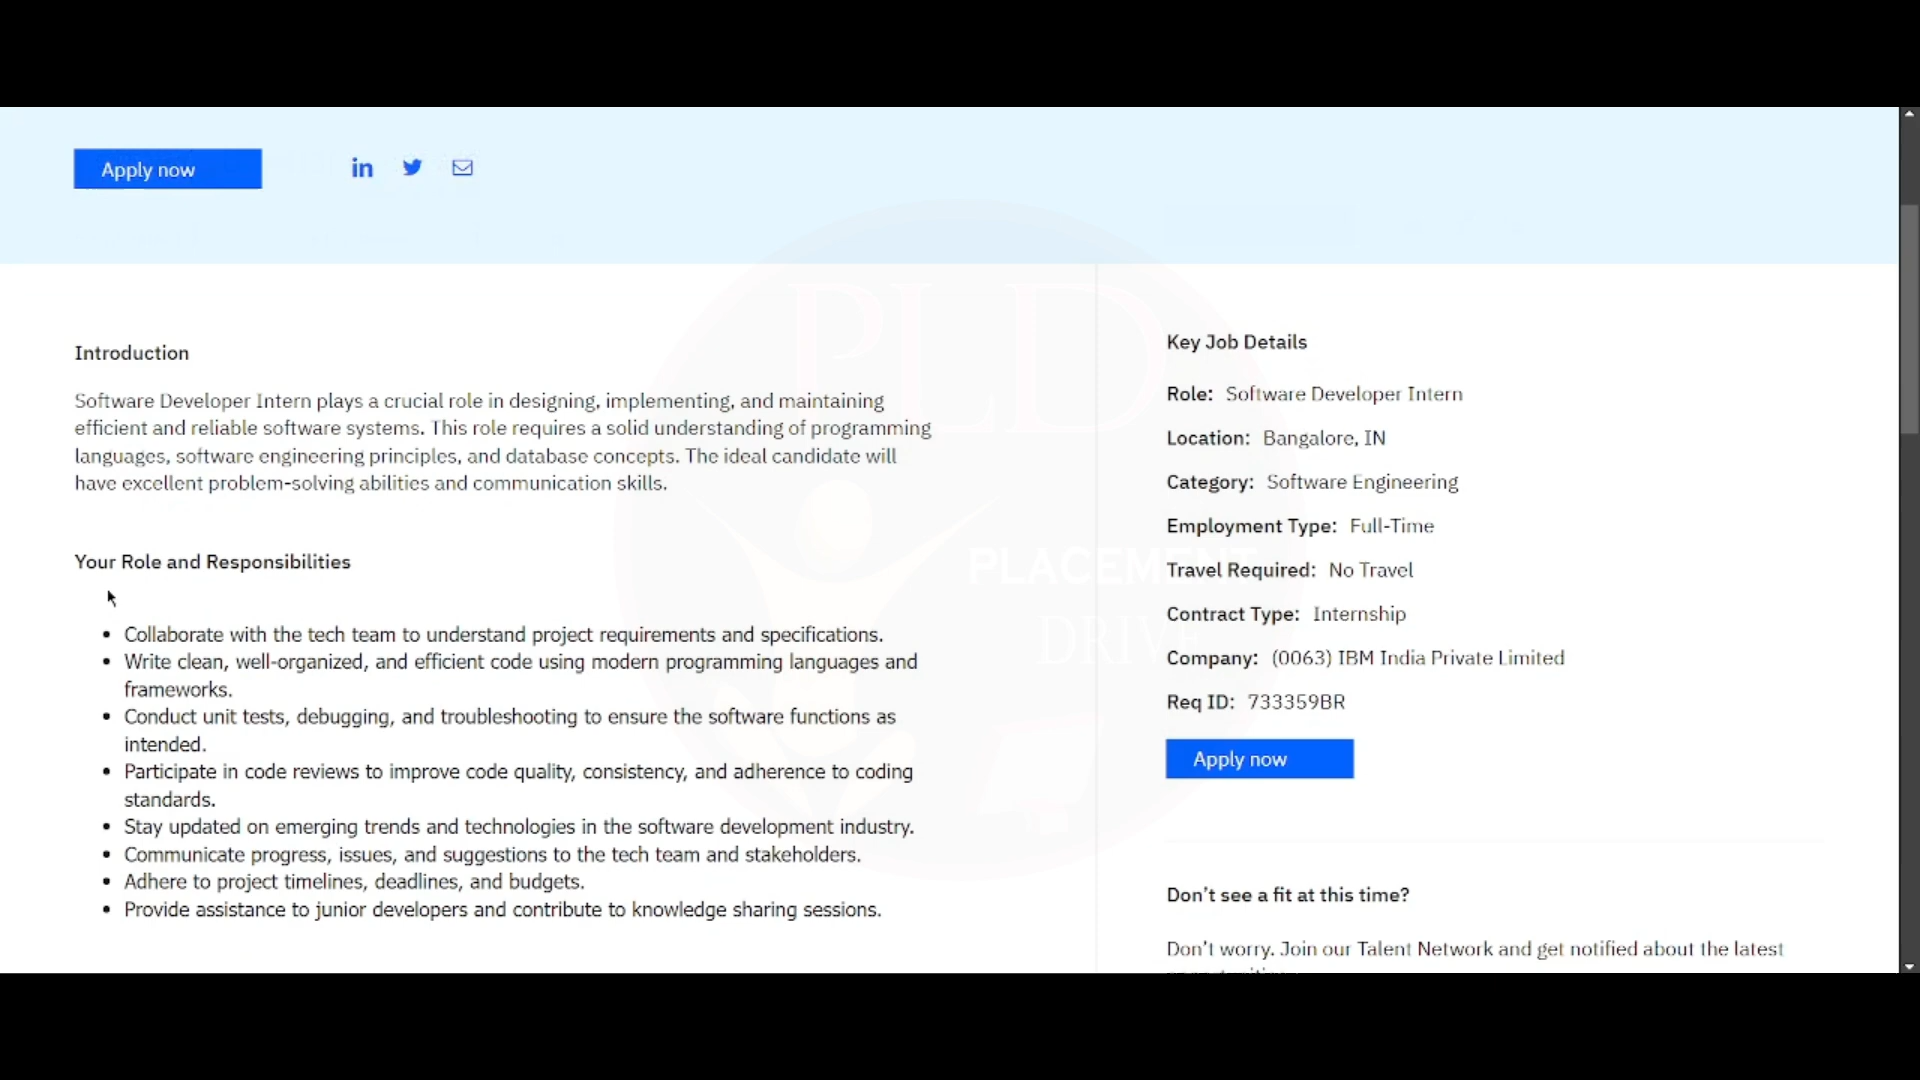 Apply now
in
Introduction
Software Developer Intern plays a crucial role in designing, implementing, and maintaining
efficient and reliable software systems. This role requires a solid understanding of programming
languages, software engineering principles, and database concepts. The ideal candidate will
have excellent problem-solving abilities and communication skills.
Your Role and Responsibilities
• Collaborate with the tech team to understand project requirements and specifications.
• Write clean, well-organized, and efficient code using modern programming languages and
frameworks.
• Conduct unit tests, debugging, and troubleshooting to ensure the software functions as
intended.
• Participate in code reviews to improve code quality, consistency, and adherence to coding
standards.
• Stay updated on emerging trends and technologies in the software development industry.
• Communicate progress, issues, and suggestions to the tech team and stakeholders.
• Adhere to project timelines, deadlines, and budgets.
• Provide assistance to junior developers and contribute to knowledge sharing sessions.
Key Job Details
Role: Software Developer Intern
Location: Bangalore, IN
Category: Software Engineering
Employment Type: Full-Time
Travel Required: No Travel
Contract Type: Internship
Company: (0063) IBM India Private Limited
Req ID: 733359BR
Apply now
Don't see a fit at this time?
Don't worry. Join our Talent Network and get notified about the latest
PLD
PLACEMENT
DRIVE